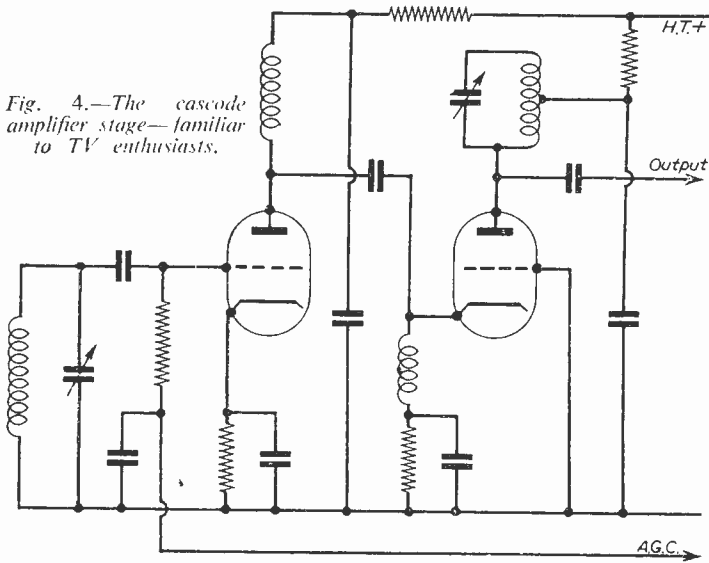 H.T.+
Fig. 4.—The cascode
amplifier stage—familiar
to TV enthusiasts.
Output
A.G.C.